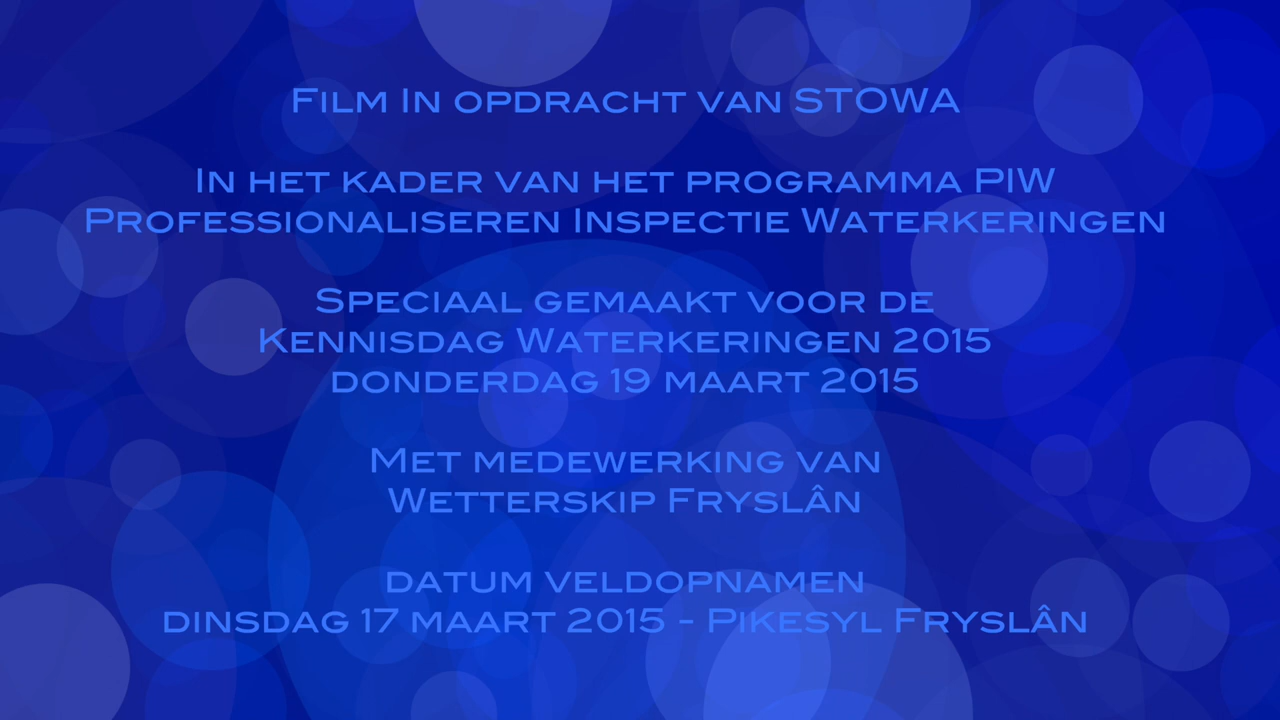 Film In opdracht van STOWA
In het kader van het programma PIW
Professionaliseren Inspectie Waterkeringen
Speciaal gemaakt voor de
Kennisdag Waterkeringen 2015
donderdag 19 maart 2015
Met medewerking van
Wetterskip Fryslân
datum veldopnamen
dinsdag 17 maart 2015 - Pikesyl Fryslân